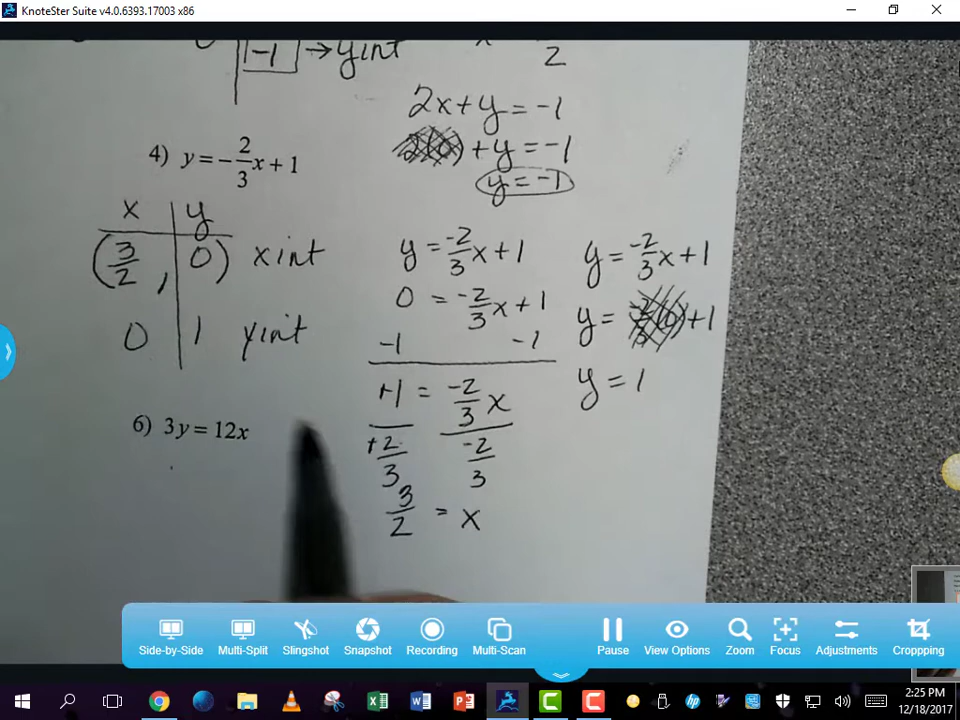 KnoteSter Suite v4.0.6393.17003 x86
-1 → yint
x
2
2x+y = -1
+y = -1
y = -1
4) y = -2/3x + 1
x | y
(3/2, 0) x int
0 1 yint
y = -2/3x+1
0 = -2/3x+1
-1 -1
+1 = -2/3x
+2/3 -2/3
3/2 = x
y = -2/3x+1
y = +1
y = 1
6) 3y = 12x
Side-by-Side Multi-Split Slingshot Snapshot Recording Multi-Scan Pause View Options Zoom Focus Adjustments Croppping
2:25 PM
12/18/2017